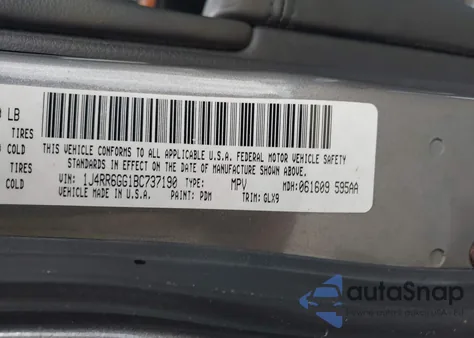 LB
TIRES
COLD
TIRES
COLD
THIS VEHICLE CONFORMS TO ALL APPLICABLE U.S.A. FEDERAL MOTOR VEHICLE SAFETY
STANDARDS IN EFFECT ON THE DATE OF MANUFACTURE SHOWN ABOVE.
VIN: 1J4RR6GG1BC737190 MPV MDH: 061609 595AA
VEHICLE MADE IN U.S.A. PAINT: PDM TRIM: GLX9
autoSnap